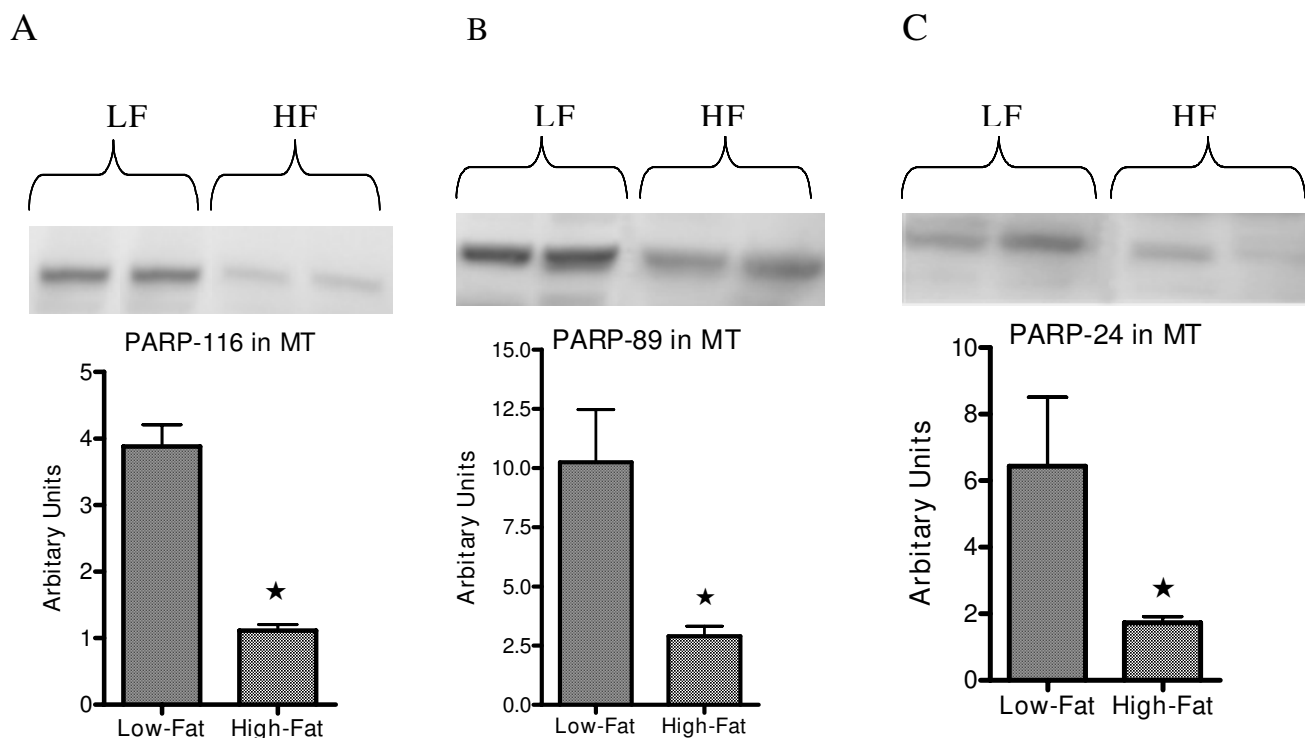 A
LF HF
PARP-116 in MT
5
4
3
2
1
0
Arbitary Units
★
Low-Fat High-Fat
B
LF HF
PARP-89 in MT
15.0
12.5
10.0
7.5
5.0
2.5
0.0
Arbitary Units
★
Low-Fat High-Fat
C
LF HF
PARP-24 in MT
10
8
6
4
2
0
Arbitary Units
★
Low-Fat High-Fat